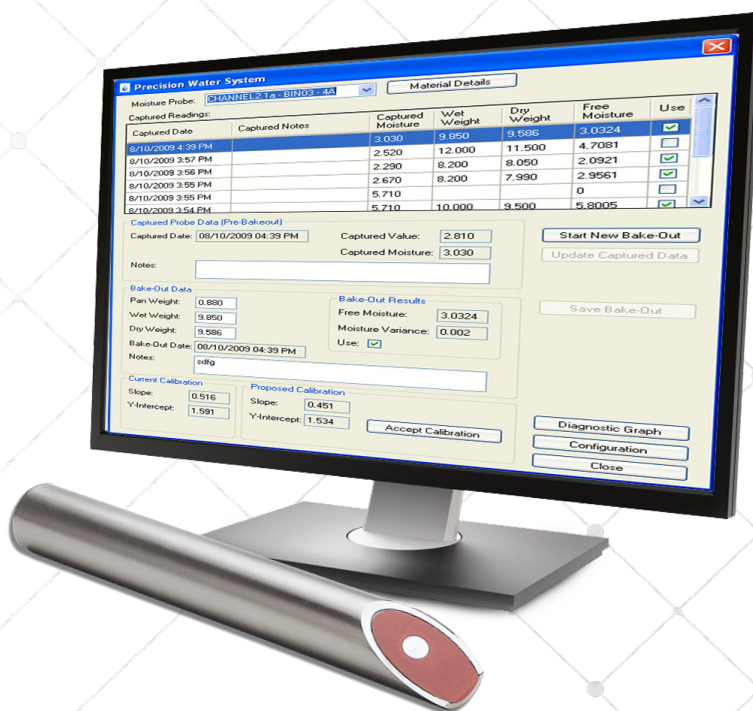 Precision Water System
Moisture Probe: CHANNEL2.1a - BIN03 - 4A Material Details
Captured Readings:
Captured Date Captured Notes Captured Moisture Wet Weight Dry Weight Free Moisture Use
8/10/2009 4:39 PM 3.030 9.850 9.586 3.0324
8/10/2009 3:57 PM 2.520 12.000 11.500 4.7081
8/10/2009 3:56 PM 2.290 8.200 8.050 2.0921
8/10/2009 3:55 PM 2.670 8.200 7.990 2.9561
8/10/2009 3:55 PM 5.710 0
8/10/2009 3:54 PM 5.710 10.000 9.500 5.8005
Captured Probe Data (Pre-Bakeout)
Captured Date: 08/10/2009 04:39 PM Captured Value: 2.810 Start New Bake-Out
Captured Moisture: 3.030 Update Captured Data
Notes:
Bake-Out Data Bake-Out Results
Pan Weight: 0.880 Free Moisture: 3.0324 Save Bake-Out
Wet Weight: 9.850 Moisture Variance: 0.002
Dry Weight: 9.586 Use:
Bake-Out Date: 08/10/2009 04:39 PM
Notes: sdfg
Current Calibration Proposed Calibration
Slope: 0.516 Slope: 0.451 Diagnostic Graph
Y-Intercept: 1.591 Y-Intercept: 1.534 Accept Calibration Configuration
Close